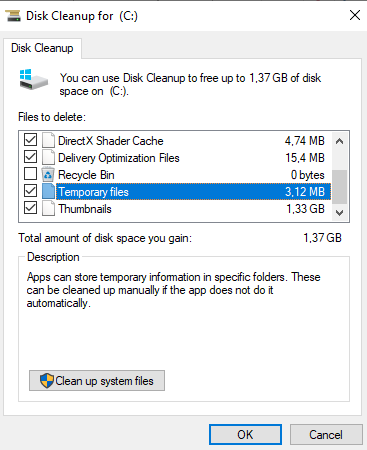 Disk Cleanup for (C:)
Disk Cleanup
You can use Disk Cleanup to free up to 1,37 GB of disk
space on (C:).
Files to delete:
DirectX Shader Cache 4,74 MB
Delivery Optimization Files 15,4 MB
Recycle Bin 0 bytes
Temporary files 3,12 MB
Thumbnails 1,33 GB
Total amount of disk space you gain: 1,37 GB
Description
Apps can store temporary information in specific folders. These
can be cleaned up manually if the app does not do it
automatically.
Clean up system files
OK Cancel